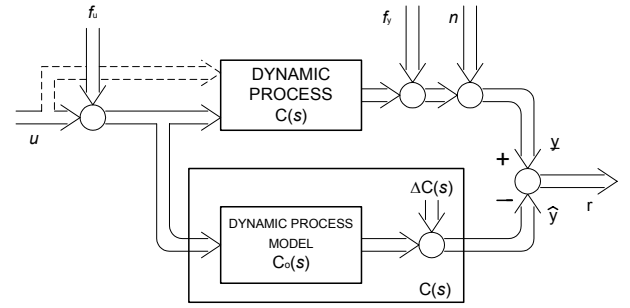 fu
fy
n
DYNAMIC
PROCESS
C(s)
u
y
+
ΔC(s)
−
r
ŷ
DYNAMIC PROCESS
MODEL
Co(s)
C(s)